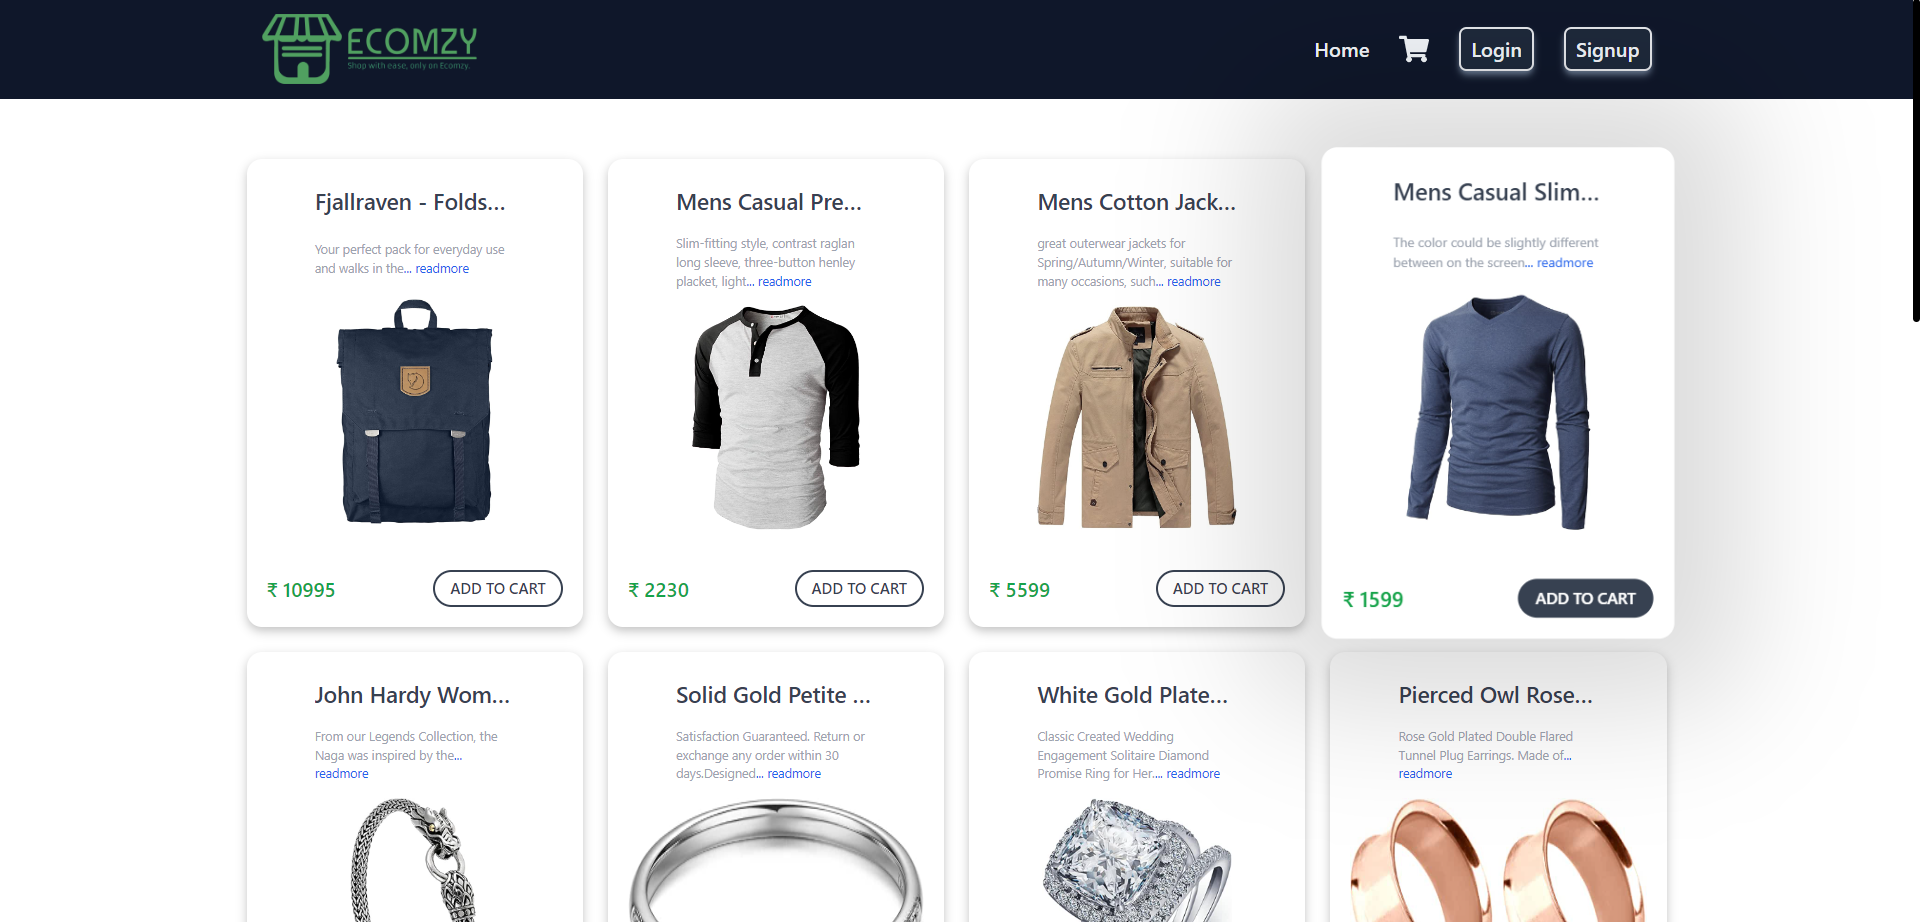 ECOMZY
Shop with ease, only on Ecomzy.
Home
Login
Signup
Fjallraven - Folds...
Your perfect pack for everyday use
and walks in the... readmore
₹ 10995
ADD TO CART
Mens Casual Pre...
Slim-fitting style, contrast raglan
long sleeve, three-button henley
placket, light... readmore
₹ 2230
ADD TO CART
Mens Cotton Jack...
great outerwear jackets for
Spring/Autumn/Winter, suitable for
many occasions, such... readmore
₹ 5599
ADD TO CART
Mens Casual Slim...
The color could be slightly different
between on the screen... readmore
₹ 1599
ADD TO CART
John Hardy Wom...
From our Legends Collection, the
Naga was inspired by the...
readmore
Solid Gold Petite ...
Satisfaction Guaranteed. Return or
exchange any order within 30
days.Designed... readmore
White Gold Plate...
Classic Created Wedding
Engagement Solitaire Diamond
Promise Ring for Her.... readmore
Pierced Owl Rose...
Rose Gold Plated Double Flared
Tunnel Plug Earrings. Made of...
readmore